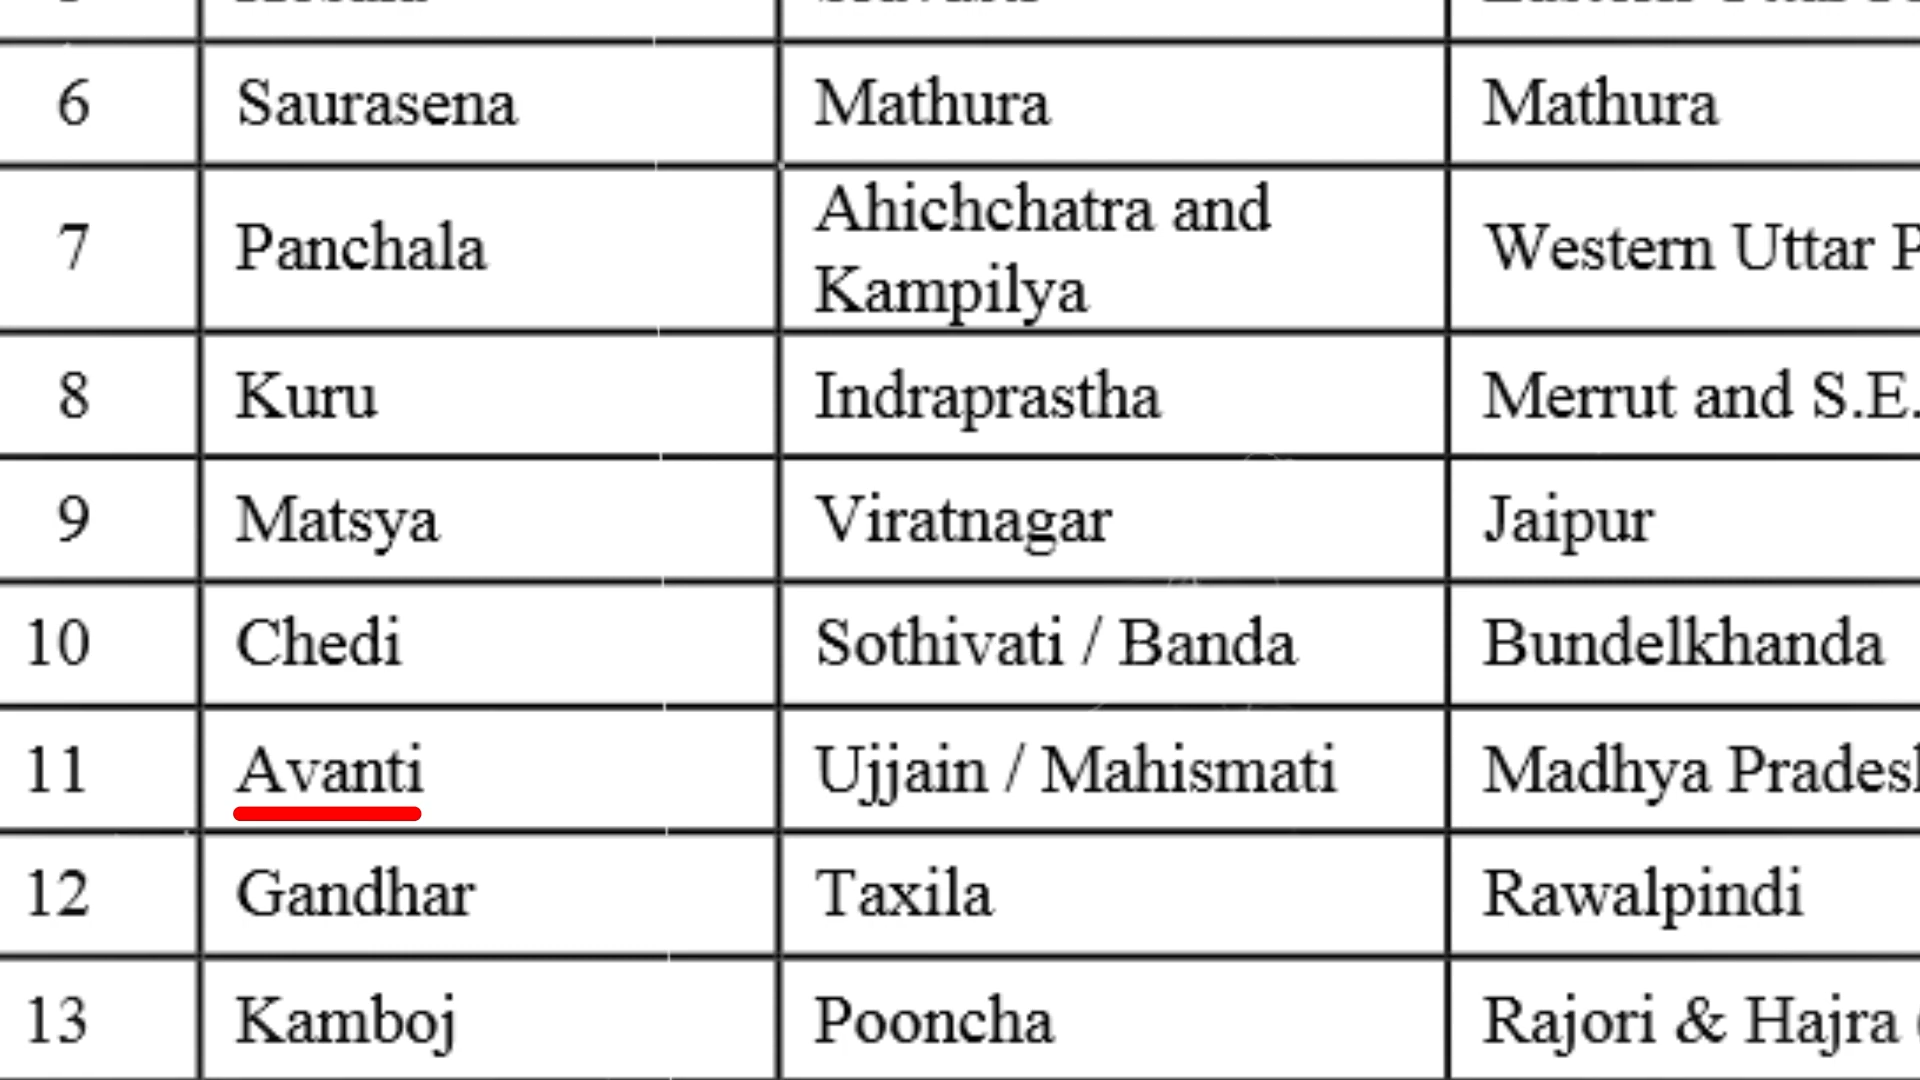 6 Saurasena Mathura Mathura
7 Panchala Ahichchatra and Kampilya Western Uttar P
8 Kuru Indraprastha Merrut and S.E.
9 Matsya Viratnagar Jaipur
10 Chedi Sothivati / Banda Bundelkhanda
11 Avanti Ujjain / Mahismati Madhya Pradesh
12 Gandhar Taxila Rawalpindi
13 Kamboj Pooncha Rajori & Hajra (